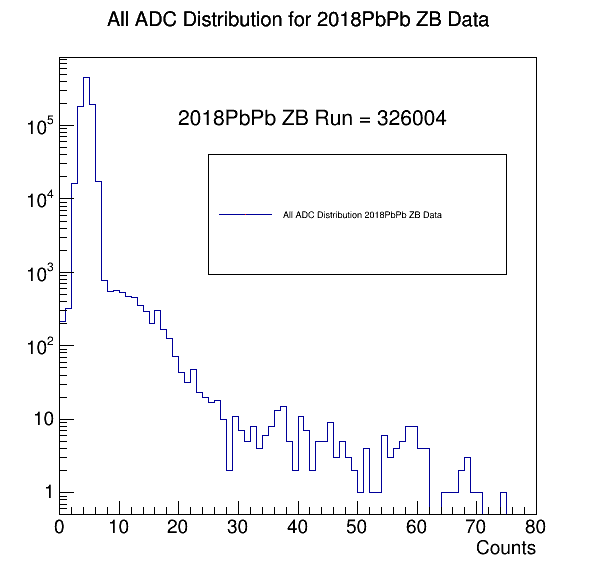 All ADC Distribution for 2018PbPb ZB Data
2018PbPb ZB Run = 326004
All ADC Distribution 2018PbPb ZB Data
10^5
10^4
10^3
10^2
10
1
0 10 20 30 40 50 60 70 80
Counts